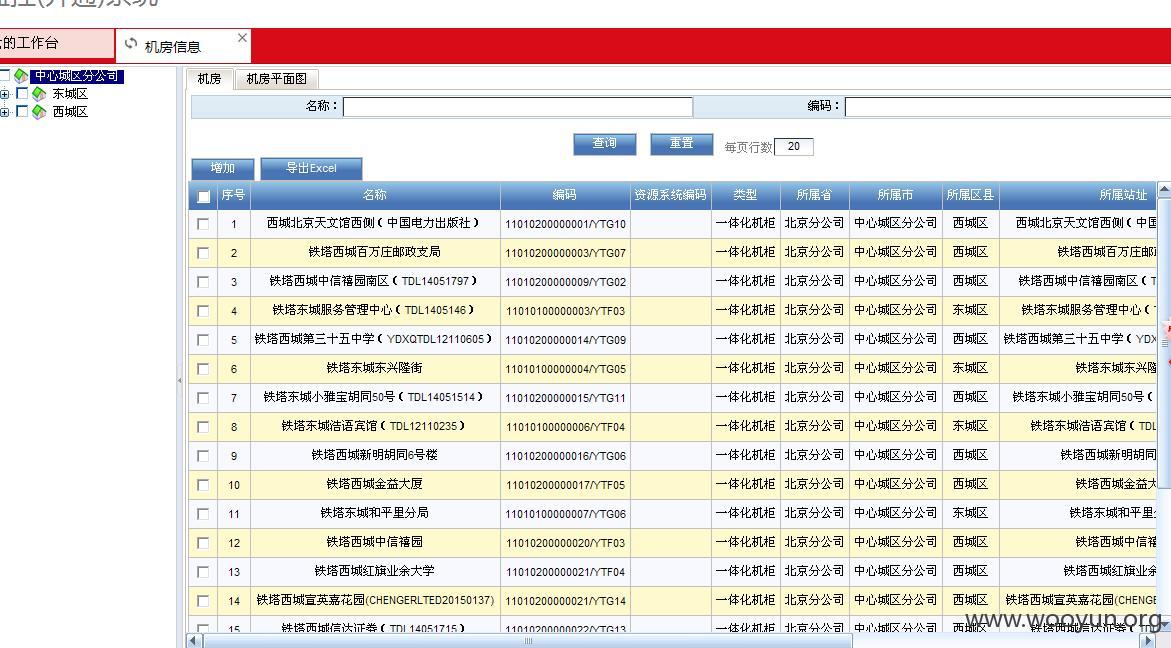 的工作台
机房信息
中心城区分公司
东城区
西城区
机房 机房平面图
名称： 编码：
查询 重置 每页行数 20
增加 导出Excel
序号 名称 编码 资源系统编码 类型 所属省 所属市 所属区县 所属站址
1 西城北京天文馆西侧（中国电力出版社） 11010200000001/YTG10 一体化机柜 北京分公司 中心城区分公司 西城区 西城北京天文馆西侧（中国
2 铁塔西城百万庄邮政支局 11010200000003/YTG07 一体化机柜 北京分公司 中心城区分公司 西城区 铁塔西城百万庄邮
3 铁塔西城中信禧园南区（TDL14051797） 11010200000009/YTG02 一体化机柜 北京分公司 中心城区分公司 西城区 铁塔西城中信禧园南区（T
4 铁塔东城服务管理中心（TDL1405146） 11010100000003/YTF03 一体化机柜 北京分公司 中心城区分公司 东城区 铁塔东城服务管理中心（
5 铁塔西城第三十五中学（YDXQTDL12110605） 11010200000014/YTG09 一体化机柜 北京分公司 中心城区分公司 西城区 铁塔西城第三十五中学（YDX
6 铁塔东城东兴隆街 11010100000004/YTG05 一体化机柜 北京分公司 中心城区分公司 东城区 铁塔东城东兴隆
7 铁塔东城小雅宝胡同50号（TDL14051514） 11010200000015/YTG11 一体化机柜 北京分公司 中心城区分公司 西城区 铁塔东城小雅宝胡同50号（
8 铁塔东城浩语宾馆（TDL12110235） 11010100000006/YTF04 一体化机柜 北京分公司 中心城区分公司 东城区 铁塔东城浩语宾馆（TDL
9 铁塔西城新明胡同6号楼 11010200000016/YTG06 一体化机柜 北京分公司 中心城区分公司 西城区 铁塔西城新明胡同
10 铁塔西城金益大厦 11010200000017/YTF05 一体化机柜 北京分公司 中心城区分公司 西城区 铁塔西城金益大
11 铁塔东城和平里分局 11010100000007/YTG06 一体化机柜 北京分公司 中心城区分公司 东城区 铁塔东城和平里
12 铁塔西城中信禧园 11010200000020/YTF03 一体化机柜 北京分公司 中心城区分公司 西城区 铁塔西城中信禧
13 铁塔西城红旗业余大学 11010200000021/YTF04 一体化机柜 北京分公司 中心城区分公司 西城区 铁塔西城红旗业余
14 铁塔西城宣英嘉花园(CHENGERLTED20150137) 11010200000021/YTG14 一体化机柜 北京分公司 中心城区分公司 西城区 铁塔西城宣英嘉花园(CHENGE
15 铁塔西城信达证券（TDL14051715） 11010200000022/YTG13 一体化机柜 北京分公司 中心城区分公司 西城区 铁塔西城信达证券（TDL
www.wooyun.org